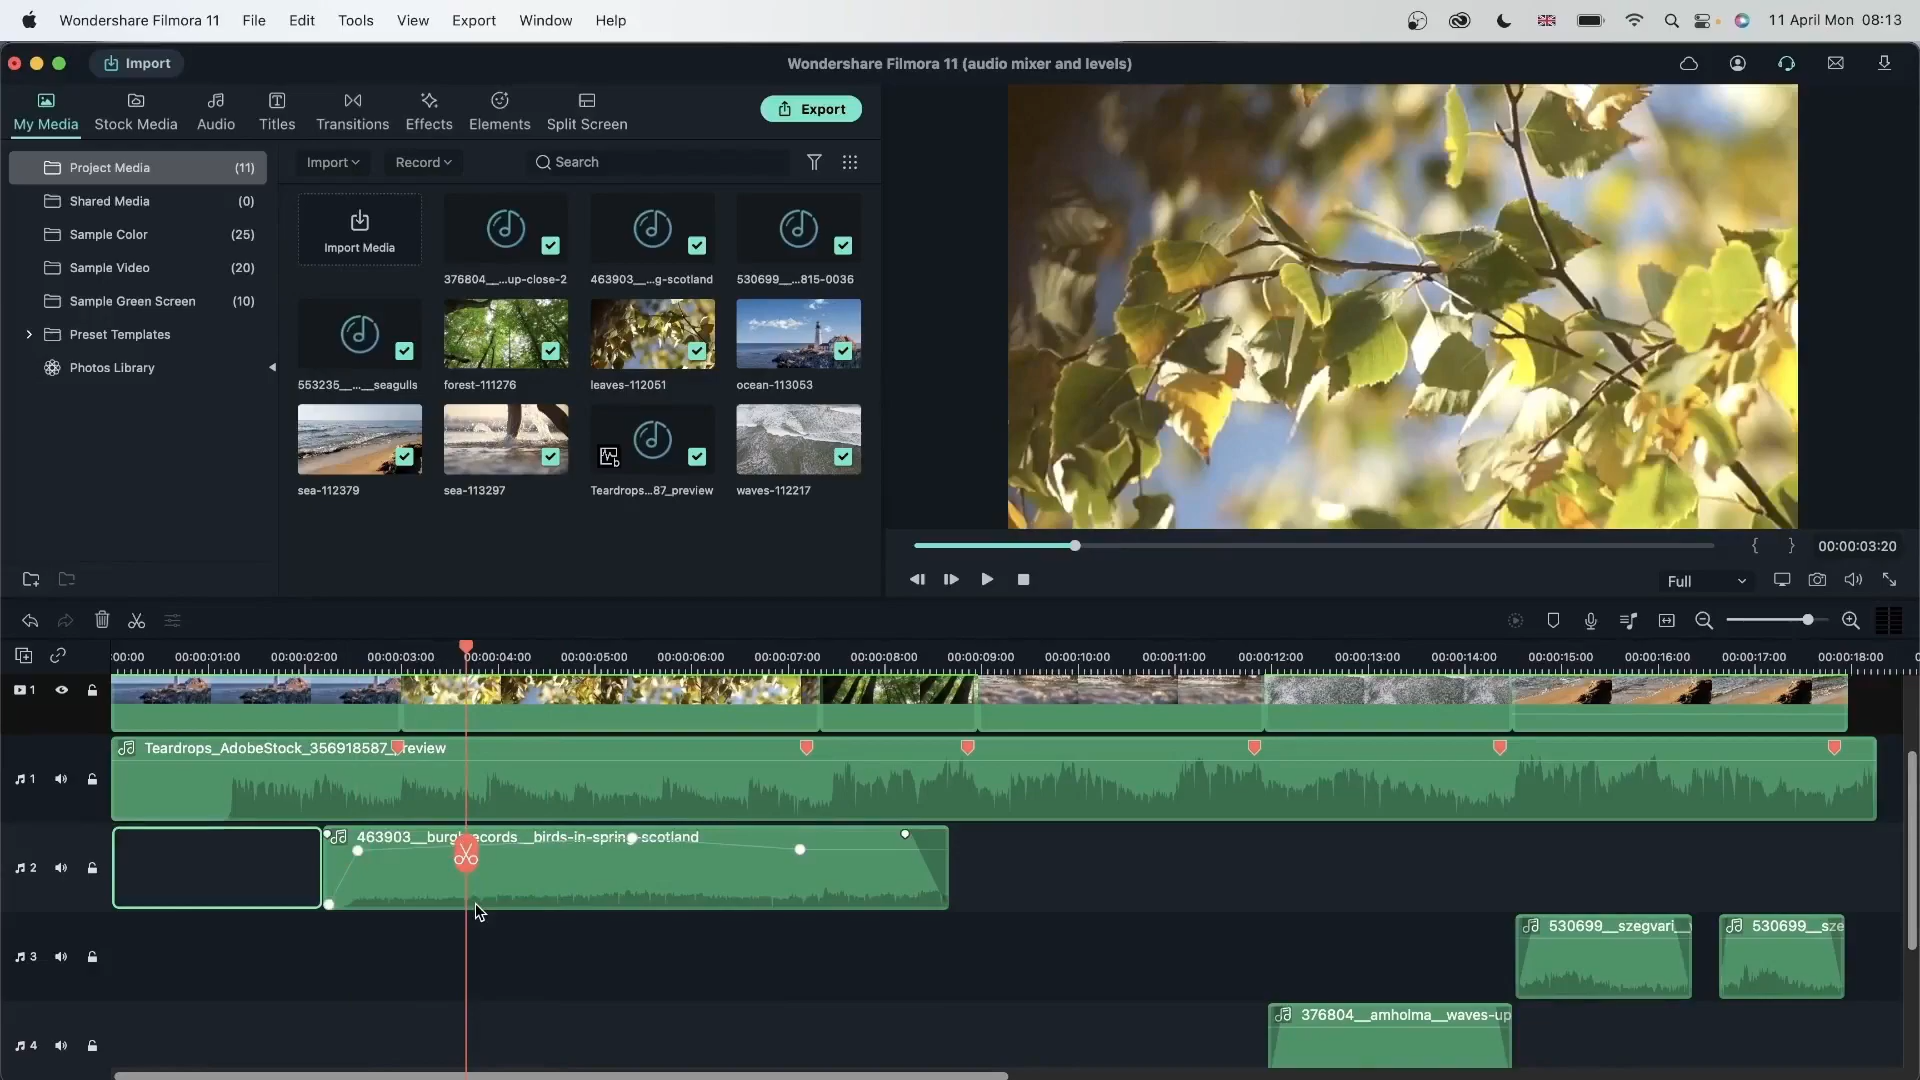 Wondershare Filmora 11 File Edit Tools View Export Window Help 11 April Mon 08:13
Import Wondershare Filmora 11 (audio mixer and levels)
My Media Stock Media Audio Titles Transitions Effects Elements Split Screen Export
Project Media (11)
Shared Media (0)
Sample Color (25)
Sample Video (20)
Sample Green Screen (10)
Preset Templates
Photos Library
Import Record Search
Import Media
376804__...up-close-2 463903__...g-scotland 530699__...815-0036
553235__...__seagulls forest-111276 leaves-112051 ocean-113053
sea-112379 sea-113297 Teardrops...87_preview waves-112217
{ } 00:00:03:20
Full
:00:00 00:00:01:00 00:00:02:00 00:00:03:00 00:00:04:00 00:00:05:00 00:00:06:00 00:00:07:00 00:00:08:00 00:00:09:00 00:00:10:00 00:00:11:00 00:00:12:00 00:00:13:00 00:00:14:00 00:00:15:00 00:00:16:00 00:00:17:00 00:00:18:00
1
Teardrops_AdobeStock_356918587_preview
1
463903__burghrecords__birds-in-spring-scotland
2
530699__szegvari__ 530699__sze
3
376804__amholma__waves-up
4